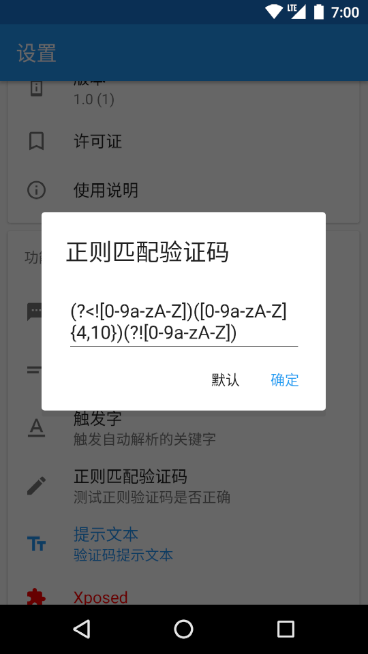 LTE 7:00
设置
版本
1.0 (1)
许可证
使用说明
正则匹配验证码
(?<![0-9a-zA-Z])([0-9a-zA-Z]
{4,10})(?![0-9a-zA-Z])
默认 确定
触发字
触发自动解析的关键字
正则匹配验证码
测试正则验证码是否正确
提示文本
验证码提示文本
Xposed